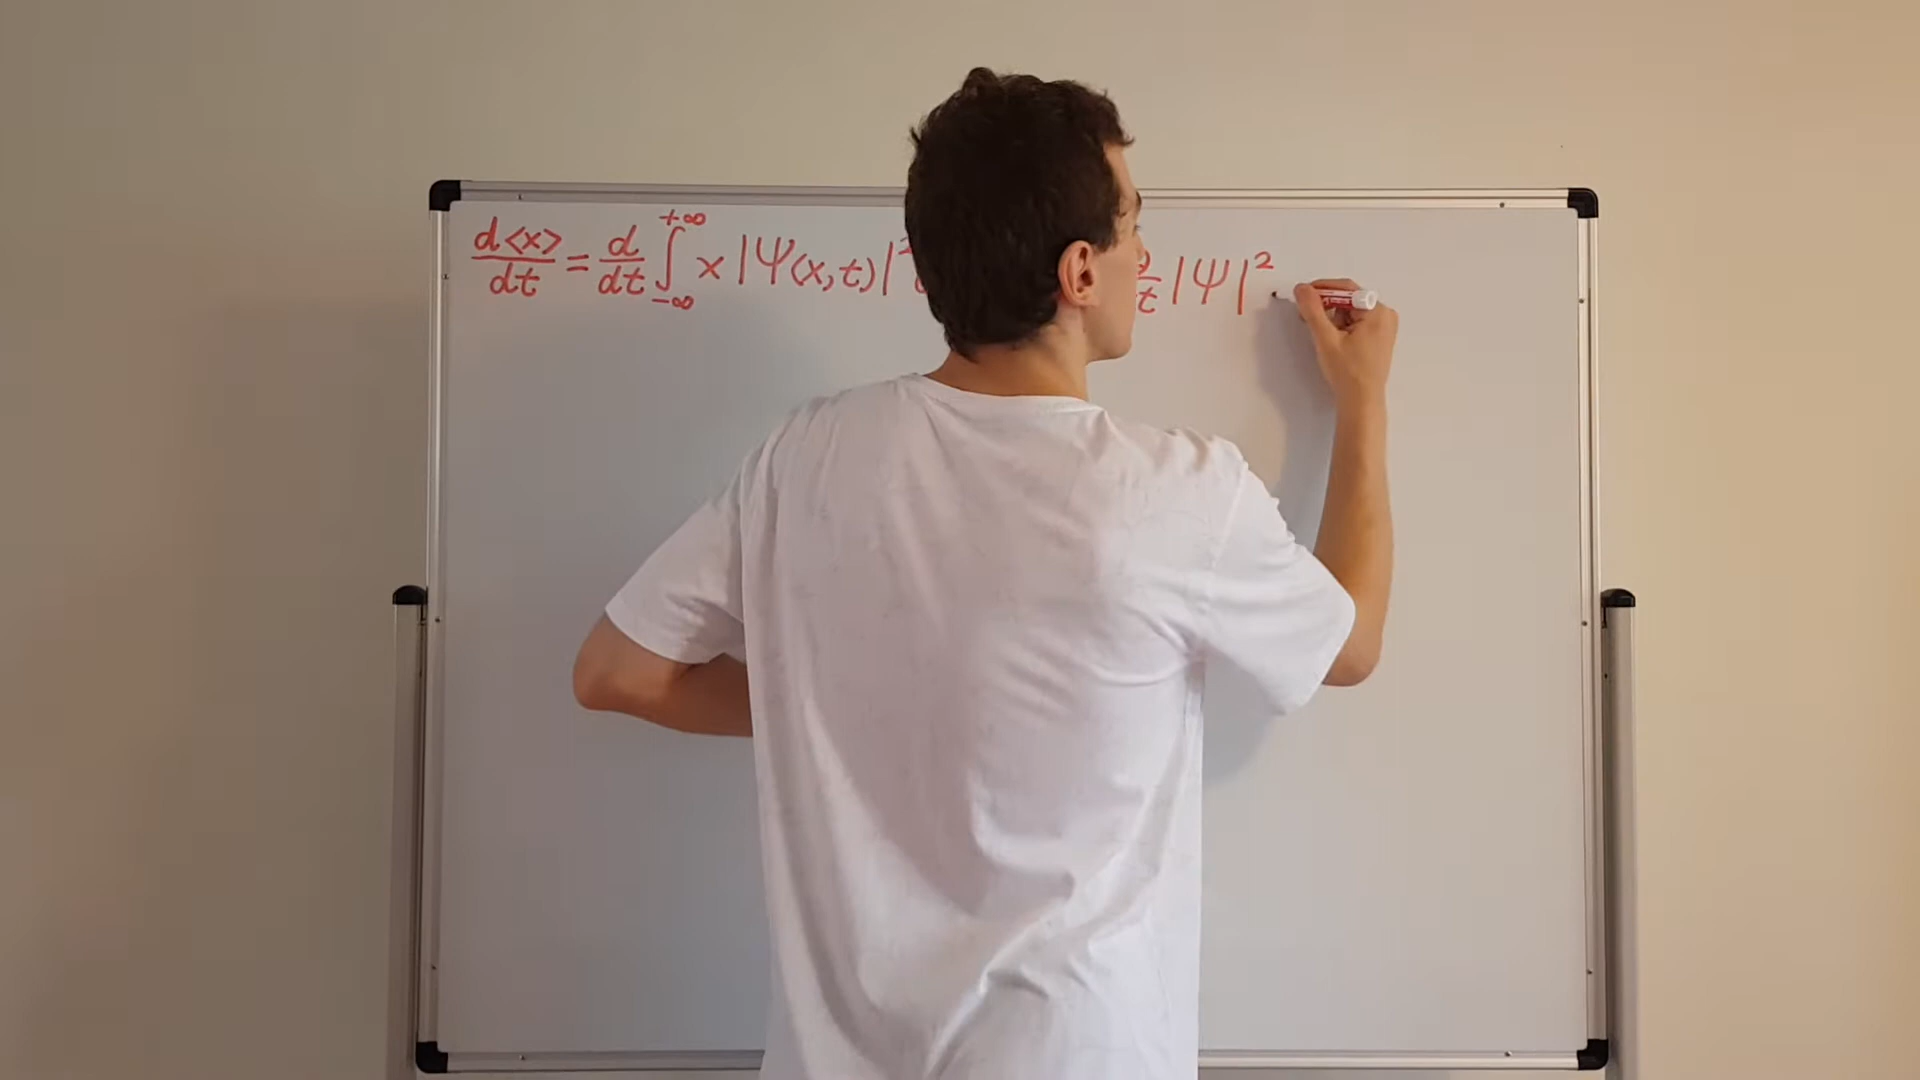 d<x>/dt = d/dt ∫_{-∞}^{+∞} x |Ψ(x,t)|² |Ψ|²